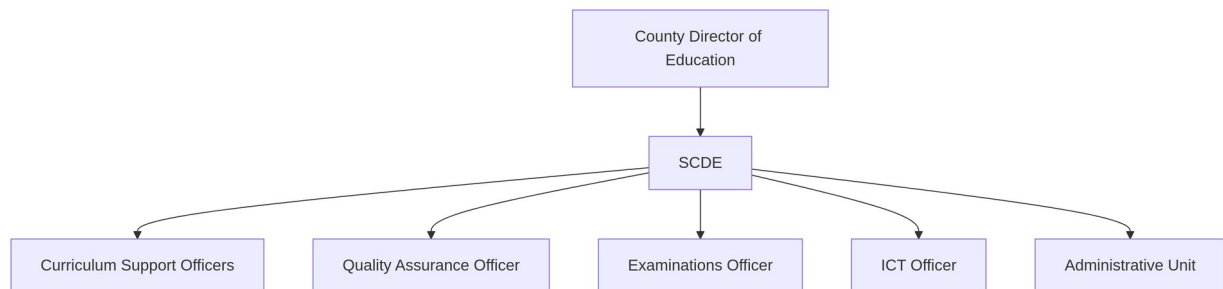 County Director of
Education
SCDE
Curriculum Support Officers
Quality Assurance Officer
Examinations Officer
ICT Officer
Administrative Unit